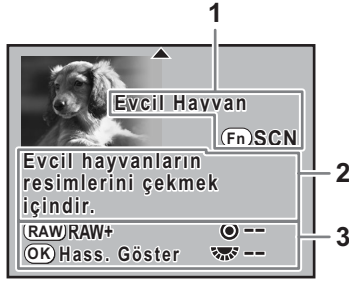 1
Evcil Hayvan
Fn SCN
Evcil hayvanların
resimlerini çekmek
içindir.
2
RAW RAW+ --
OK Hass. Göster --
3